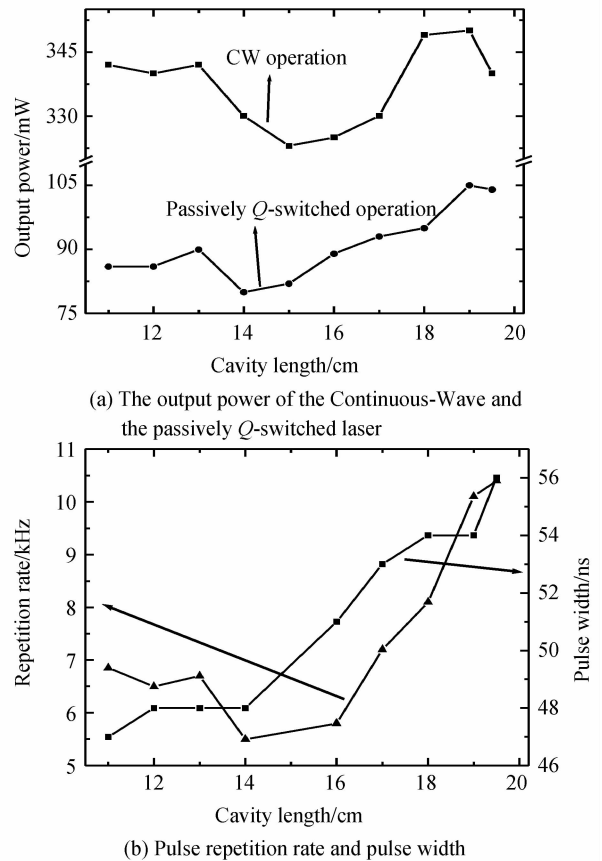 345
330
105
90
75
Output power/mW
CW operation
Passively Q-switched operation
12 14 16 18 20
Cavity length/cm
(a) The output power of the Continuous-Wave and
the passively Q-switched laser
11
10
9
8
7
6
5
Repetition rate/kHz
56
54
52
50
48
46
Pulse width/ns
12 14 16 18 20
Cavity length/cm
(b) Pulse repetition rate and pulse width